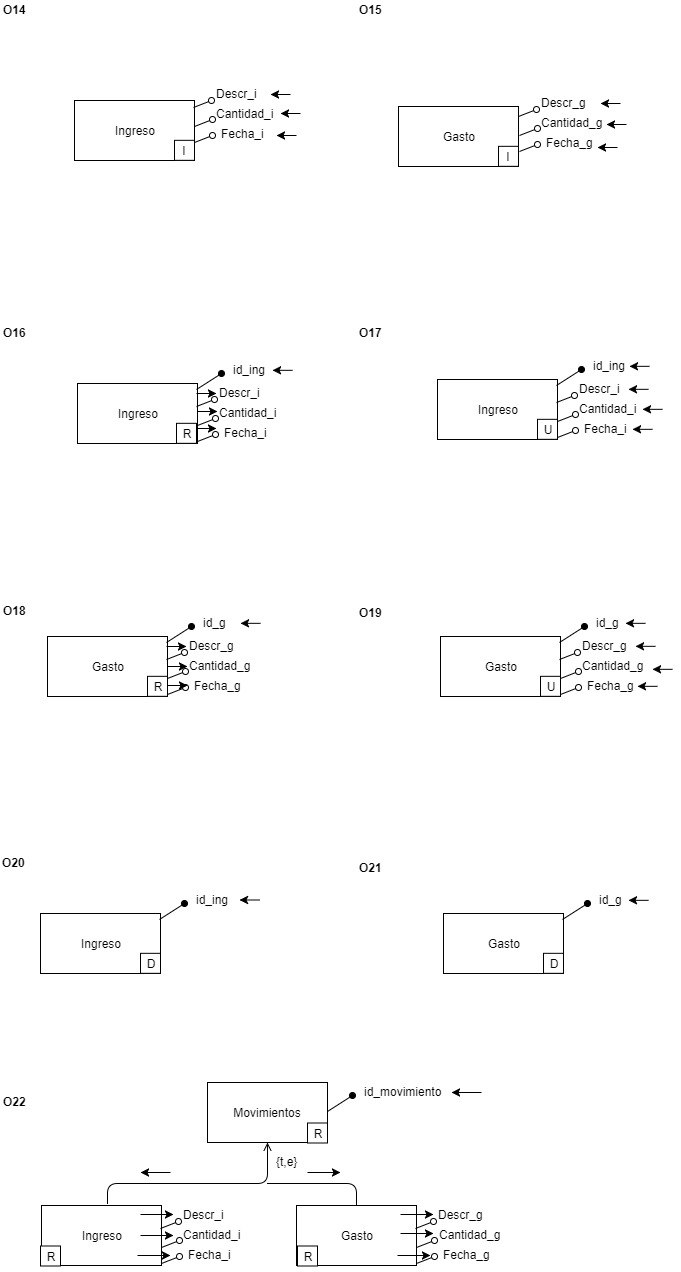 O14
Ingreso
I
Descr_i
Cantidad_i
Fecha_i
O15
Gasto
I
Descr_g
Cantidad_g
Fecha_g
O16
Ingreso
R
id_ing
Descr_i
Cantidad_i
Fecha_i
O17
Ingreso
U
id_ing
Descr_i
Cantidad_i
Fecha_i
O18
Gasto
R
id_g
Descr_g
Cantidad_g
Fecha_g
O19
Gasto
U
id_g
Descr_g
Cantidad_g
Fecha_g
O20
Ingreso
D
id_ing
O21
Gasto
D
id_g
O22
Movimientos
R
id_movimiento
{t,e}
Ingreso
R
Descr_i
Cantidad_i
Fecha_i
Gasto
R
Descr_g
Cantidad_g
Fecha_g